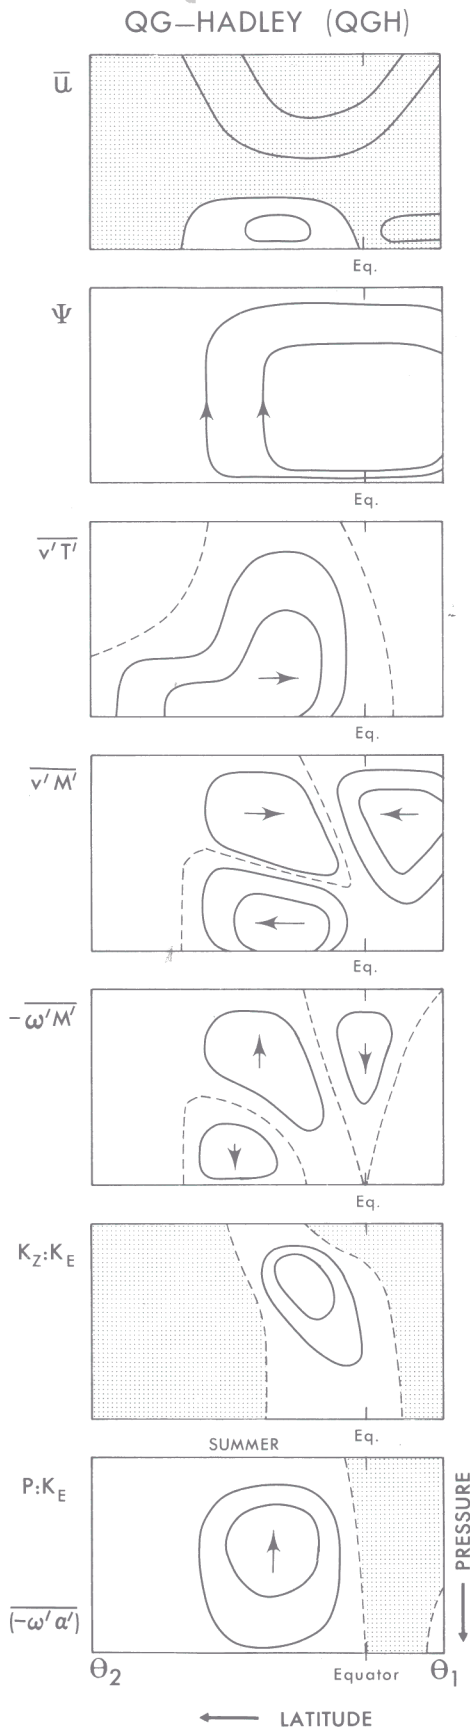 QG—HADLEY (QGH)
u̅
Eq.
Ψ
Eq.
v′T′
Eq.
v′M′
Eq.
-ω′M′
Eq.
K_Z:K_E
Eq.
SUMMER
P:K_E
PRESSURE
(-ω′α′)
θ₂ Equator θ₁
LATITUDE